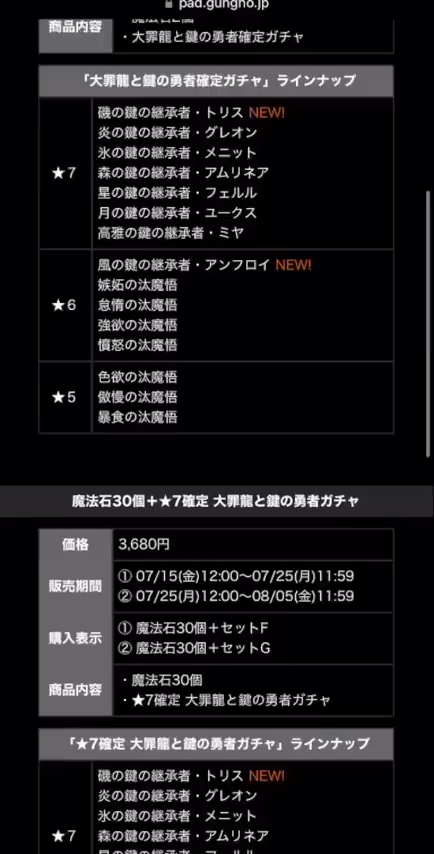 pad.gungho.jp
商品内容
・大罪龍と鍵の勇者確定ガチャ
「大罪龍と鍵の勇者確定ガチャ」ラインナップ
★7
磯の鍵の継承者・トリス NEW!
炎の鍵の継承者・グレオン
氷の鍵の継承者・メニット
森の鍵の継承者・アムリネア
星の鍵の継承者・フェルル
月の鍵の継承者・ユークス
高雅の鍵の継承者・ミヤ
★6
風の鍵の継承者・アンフロイ NEW!
嫉妬の汰魔悟
怠惰の汰魔悟
強欲の汰魔悟
憤怒の汰魔悟
★5
色欲の汰魔悟
傲慢の汰魔悟
暴食の汰魔悟
魔法石30個+★7確定 大罪龍と鍵の勇者ガチャ
価格
3,680円
販売期間
① 07/15(金)12:00〜07/25(月)11:59
② 07/25(月)12:00〜08/05(金)11:59
購入表示
① 魔法石30個+セットF
② 魔法石30個+セットG
商品内容
・魔法石30個
・★7確定 大罪龍と鍵の勇者ガチャ
「★7確定 大罪龍と鍵の勇者ガチャ」ラインナップ
★7
磯の鍵の継承者・トリス NEW!
炎の鍵の継承者・グレオン
氷の鍵の継承者・メニット
森の鍵の継承者・アムリネア